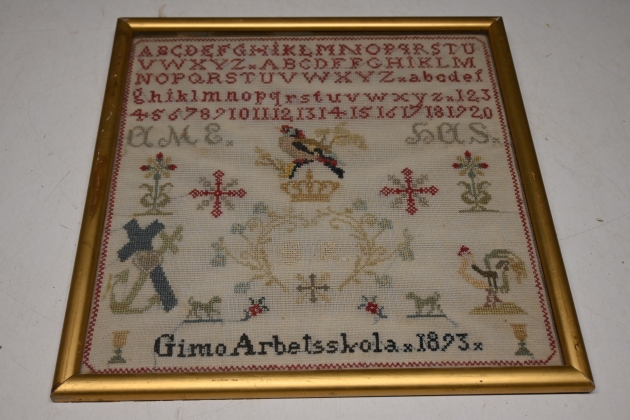 ABCDEFGHIKLMNOPQRSTU
VWXYZ x ABCDEFGHIKLM
NOPQRSTUVWXYZ x abcdef
ghiklmnopqrstuvwxyz x 123
4567891011121314151617181920
AME x HAS x
Gimo Arbetsskola x 1893 x